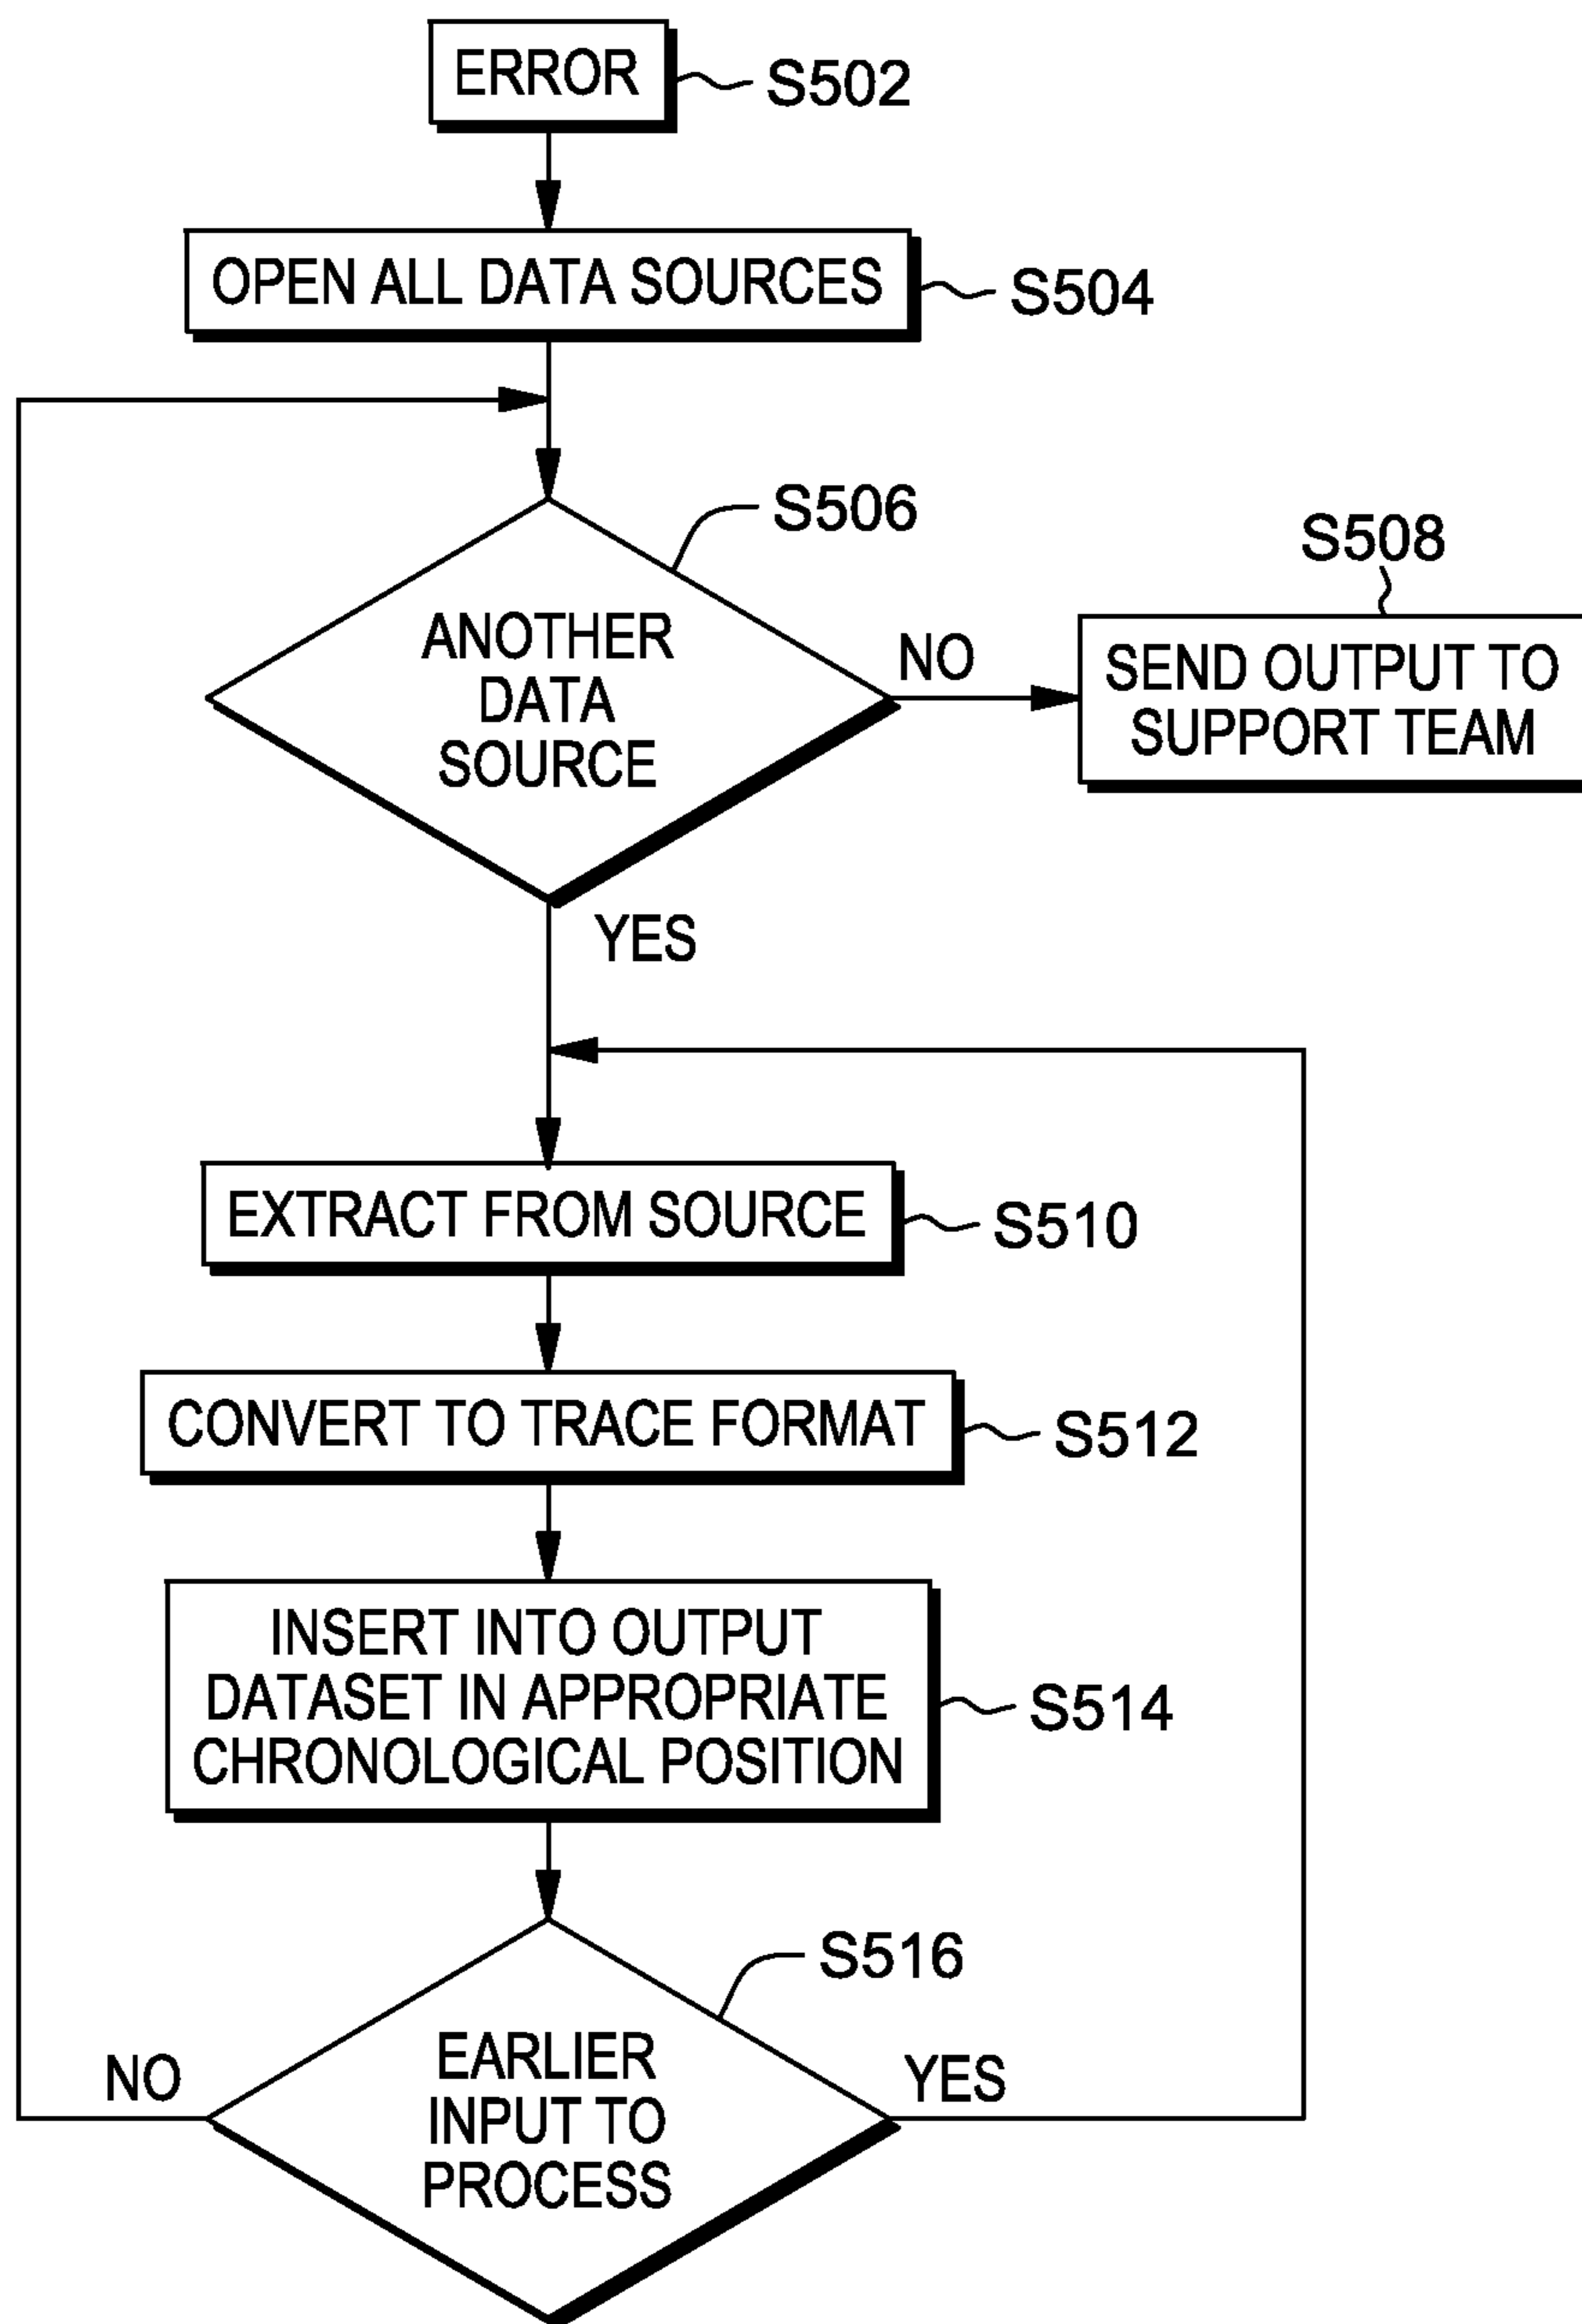 ERROR
S502
OPEN ALL DATA SOURCES
S504
S506
ANOTHER
DATA
SOURCE
NO
S508
SEND OUTPUT TO
SUPPORT TEAM
YES
EXTRACT FROM SOURCE
S510
CONVERT TO TRACE FORMAT
S512
INSERT INTO OUTPUT
DATASET IN APPROPRIATE
CHRONOLOGICAL POSITION
S514
S516
EARLIER
INPUT TO
PROCESS
NO
YES